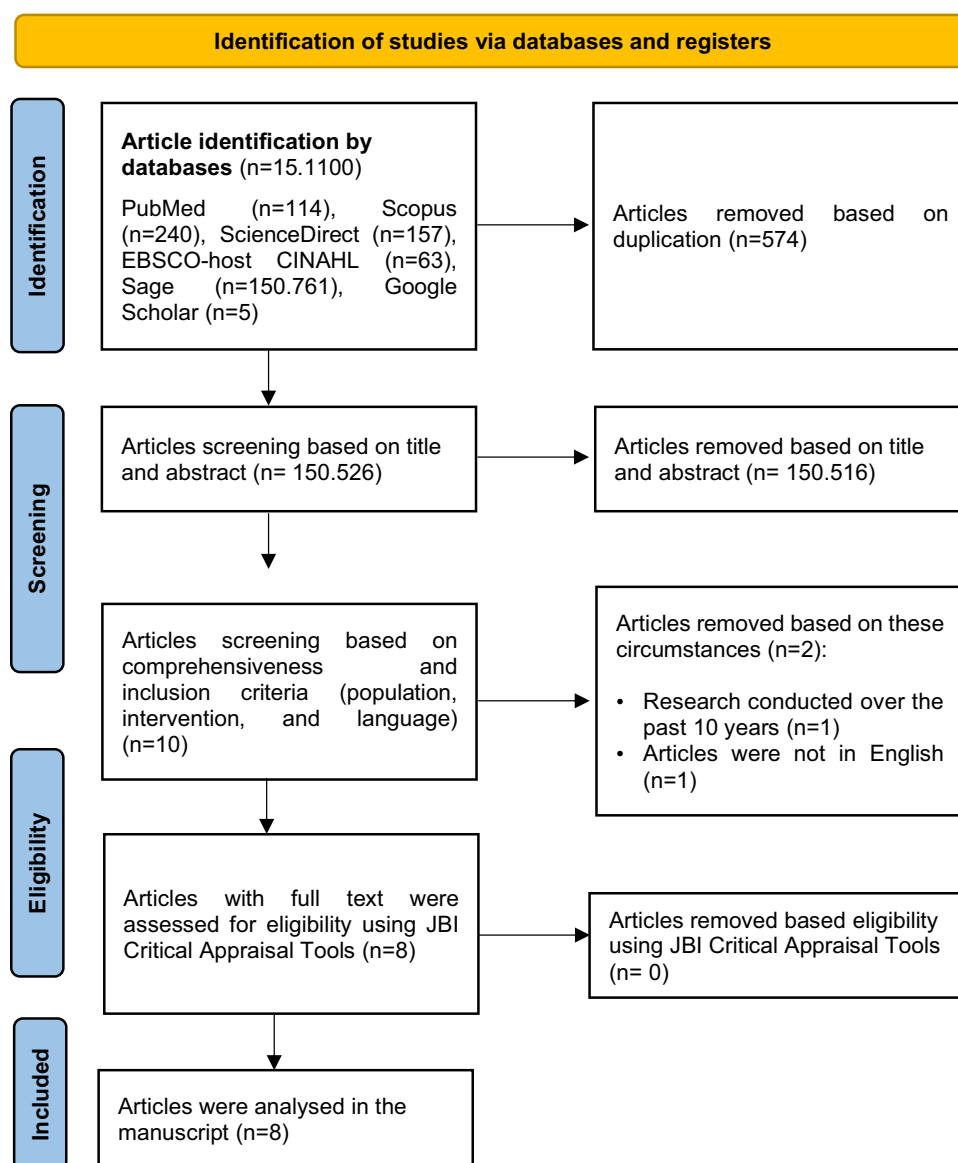 Identification of studies via databases and registers
Identification
Article identification by
databases (n=15.1100)
PubMed (n=114), Scopus
(n=240), ScienceDirect (n=157),
EBSCO-host CINAHL (n=63),
Sage (n=150.761), Google
Scholar (n=5)
Articles removed based on
duplication (n=574)
Screening
Articles screening based on title
and abstract (n= 150.526)
Articles removed based on title
and abstract (n= 150.516)
Articles screening based on
comprehensiveness and
inclusion criteria (population,
intervention, and language)
(n=10)
Articles removed based on these
circumstances (n=2):
• Research conducted over the
past 10 years (n=1)
• Articles were not in English
(n=1)
Eligibility
Articles with full text were
assessed for eligibility using JBI
Critical Appraisal Tools (n=8)
Articles removed based eligibility
using JBI Critical Appraisal Tools
(n= 0)
Included
Articles were analysed in the
manuscript (n=8)